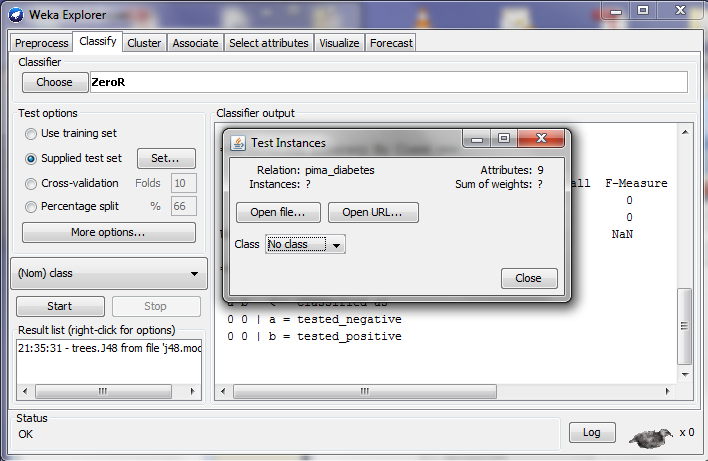 Weka Explorer
Preprocess Classify Cluster Associate Select attributes Visualize Forecast
Classifier
Choose ZeroR
Test options
Use training set
Supplied test set Set...
Cross-validation Folds 10
Percentage split % 66
More options...
(Nom) class
Start Stop
Result list (right-click for options)
21:35:31 - trees.J48 from file 'j48.mod
Classifier output
F-Measure
0
0
NaN
0 0 | a = tested_negative
0 0 | b = tested_positive
Test Instances
Relation: pima_diabetes Attributes: 9
Instances: ? Sum of weights: ?
Open file... Open URL...
Class No class
Close
Status
OK
Log x 0